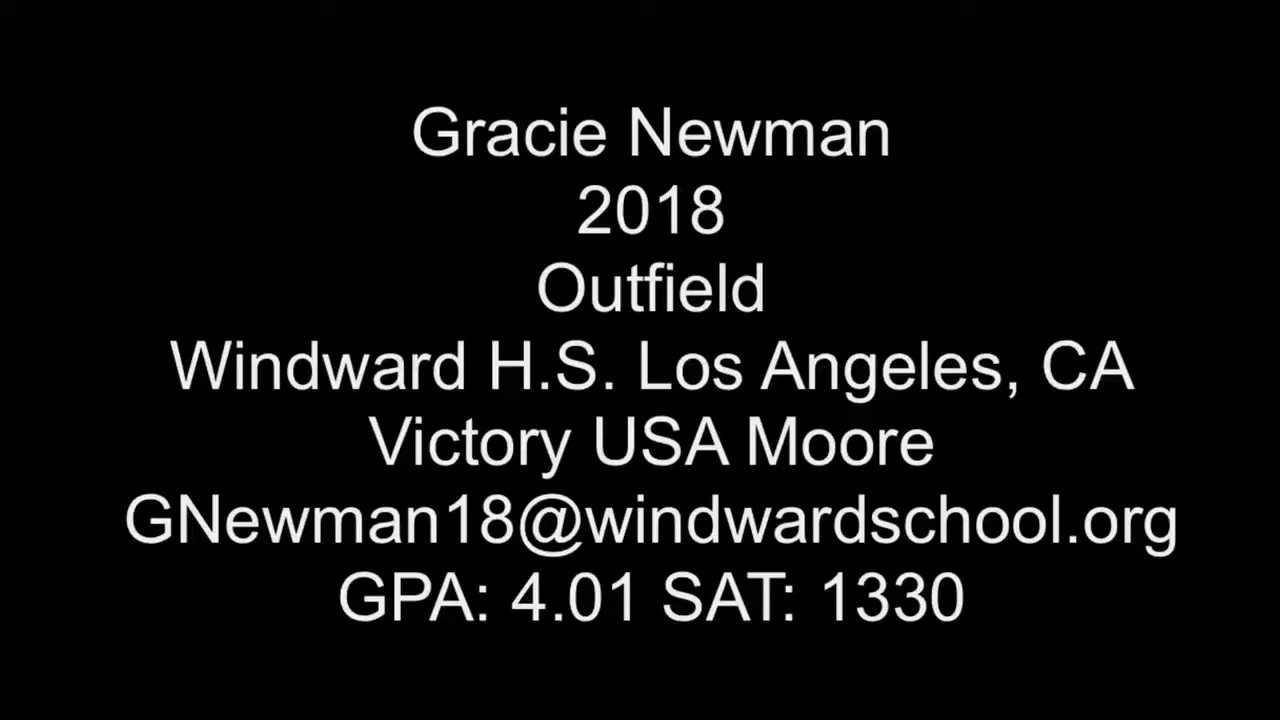 Gracie Newman
2018
Outfield
Windward H.S. Los Angeles, CA
Victory USA Moore
GNewman18@windwardschool.org
GPA: 4.01 SAT: 1330